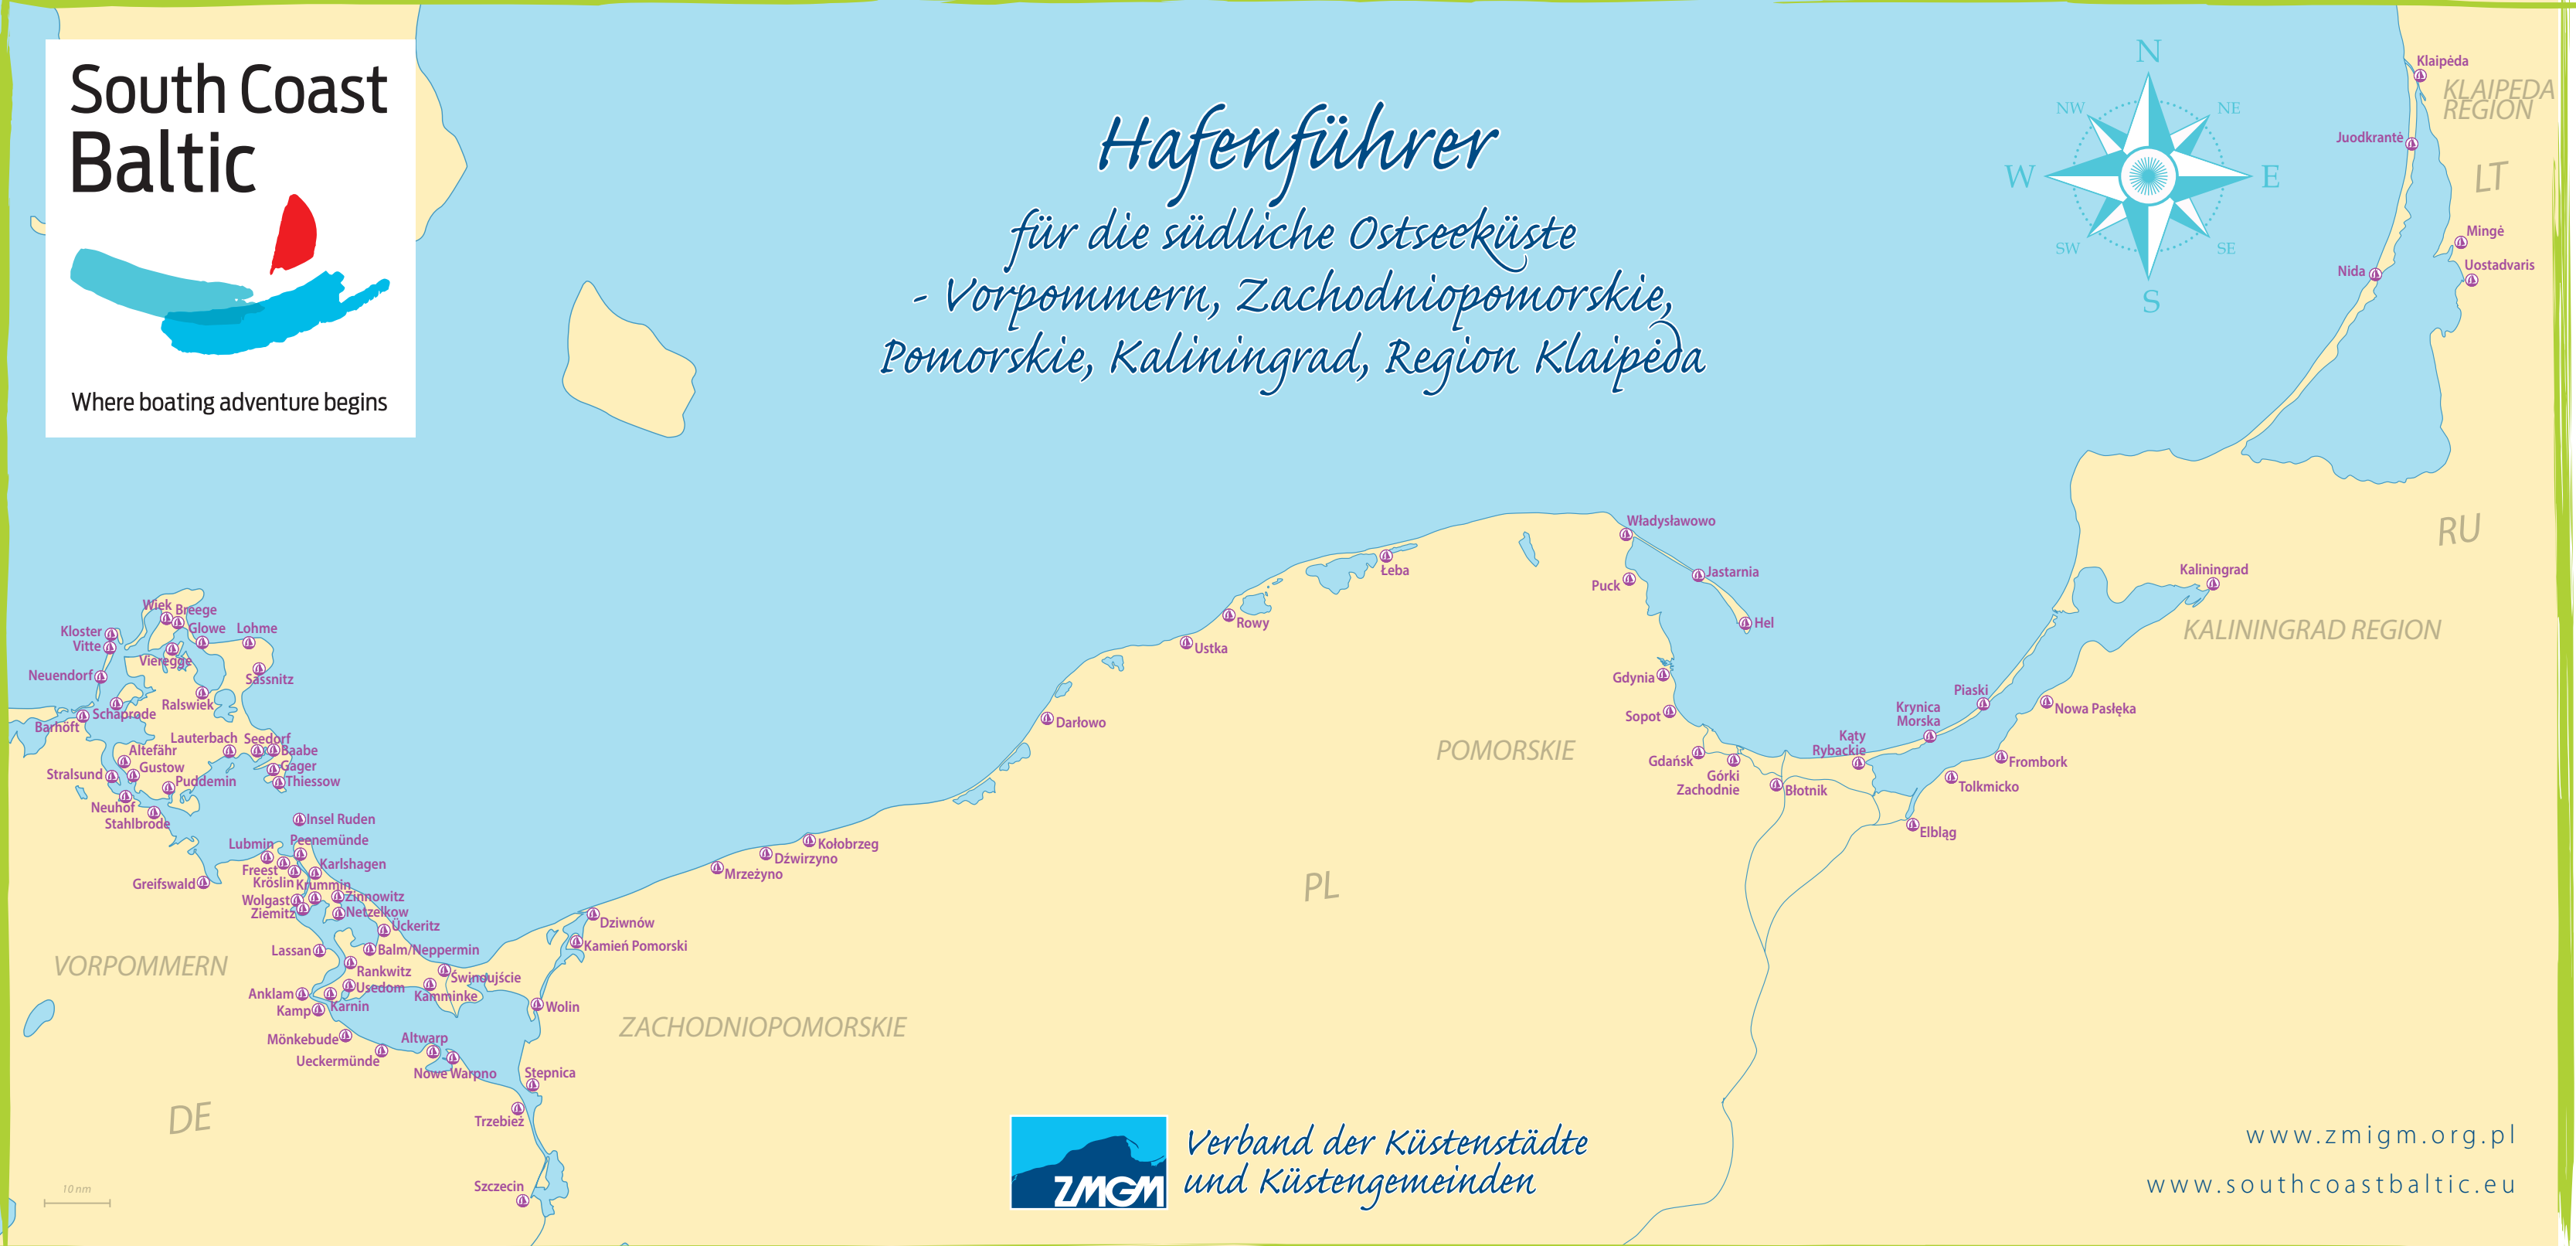 South Coast
Baltic
Where boating adventure begins
Hafenführer
für die südliche Ostseeküste
- Vorpommern, Zachodniopomorskie,
Pomorskie, Kaliningrad, Region Klaipėda
N
NW
NE
W
E
SW
SE
S
Klaipėda
KLAIPEDA
REGION
Juodkrantė
LT
Mingė
Uostadvaris
Nida
RU
Kaliningrad
KALININGRAD REGION
Władysławowo
Łeba
Puck
Jastarnia
Hel
Rowy
Ustka
Gdynia
Sopot
Darłowo
POMORSKIE
Gdańsk
Górki
Zachodnie
Błotnik
Kąty
Rybackie
Krynica
Morska
Piaski
Nowa Pasłęka
Frombork
Tolkmicko
Elbląg
Wiek
Breege
Kloster
Vitte
Glowe
Lohme
Vieregge
Neuendorf
Sassnitz
Ralswiek
Schaprode
Barhöft
Lauterbach
Seedorf
Baabe
Altefähr
Gustow
Gager
Stralsund
Puddemin
Thiessow
Neuhof
Stahlbrode
Insel Ruden
Peenemünde
Lubmin
Freest
Karlshagen
Kröslin
Krummin
Greifswald
Wolgast
Zinnowitz
Ziemitz
Netzelkow
Ückeritz
Lassan
Balm/Neppermin
Rankwitz
Świnoujście
Usedom
Kamminke
Anklam
Karnin
Kamp
Mönkebude
Altwarp
Ueckermünde
Nowe Warpno
Kołobrzeg
Dźwirzyno
Mrzeżyno
Dziwnów
Kamień Pomorski
Wolin
Stepnica
Trzebież
Szczecin
VORPOMMERN
ZACHODNIOPOMORSKIE
PL
DE
10 nm
ZMGM
Verband der Küstenstädte
und Küstengemeinden
www.zmigm.org.pl
www.southcoastbaltic.eu